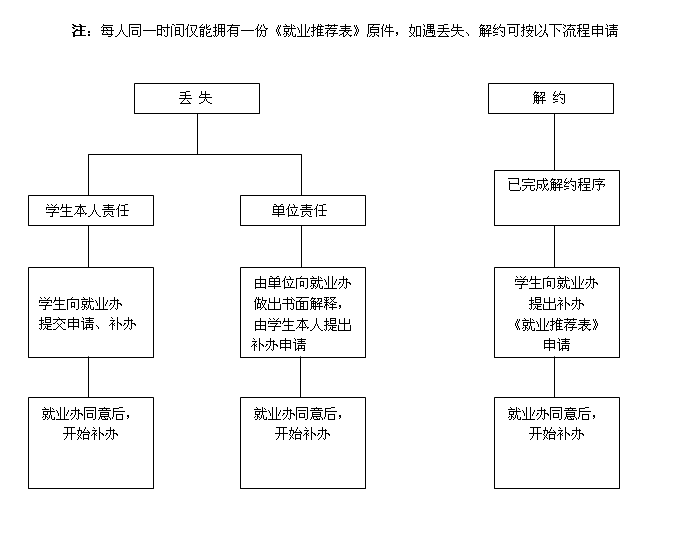 注：每人同一时间仅能拥有一份《就业推荐表》原件，如遇丢失、解约可按以下流程申请
丢 失
解 约
已完成解约程序
学生本人责任
单位责任
学生向就业办
提交申请、补办
由单位向就业办
做出书面解释，
由学生本人提出
补办申请
学生向就业办
提出补办
《就业推荐表》
申请
就业办同意后，
开始补办
就业办同意后，
开始补办
就业办同意后，
开始补办